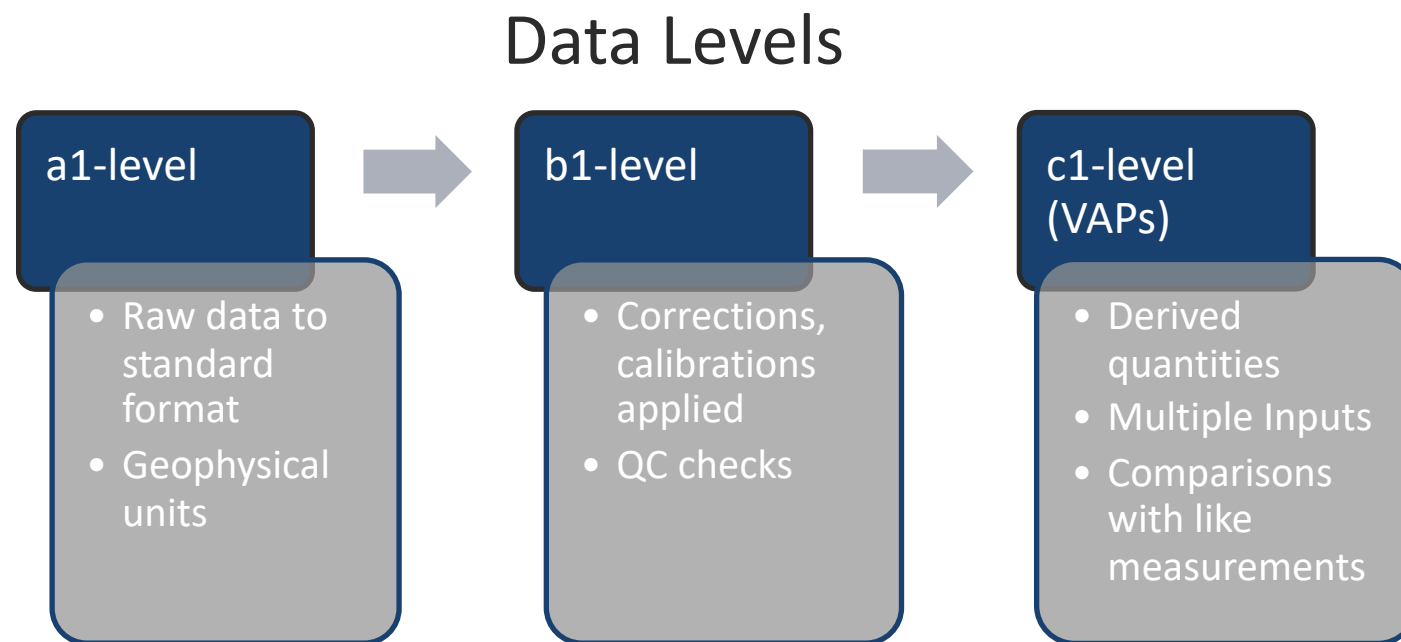 Data Levels
a1-level
• Raw data to
standard
format
• Geophysical
units
b1-level
• Corrections,
calibrations
applied
• QC checks
c1-level
(VAPs)
• Derived
quantities
• Multiple Inputs
• Comparisons
with like
measurements